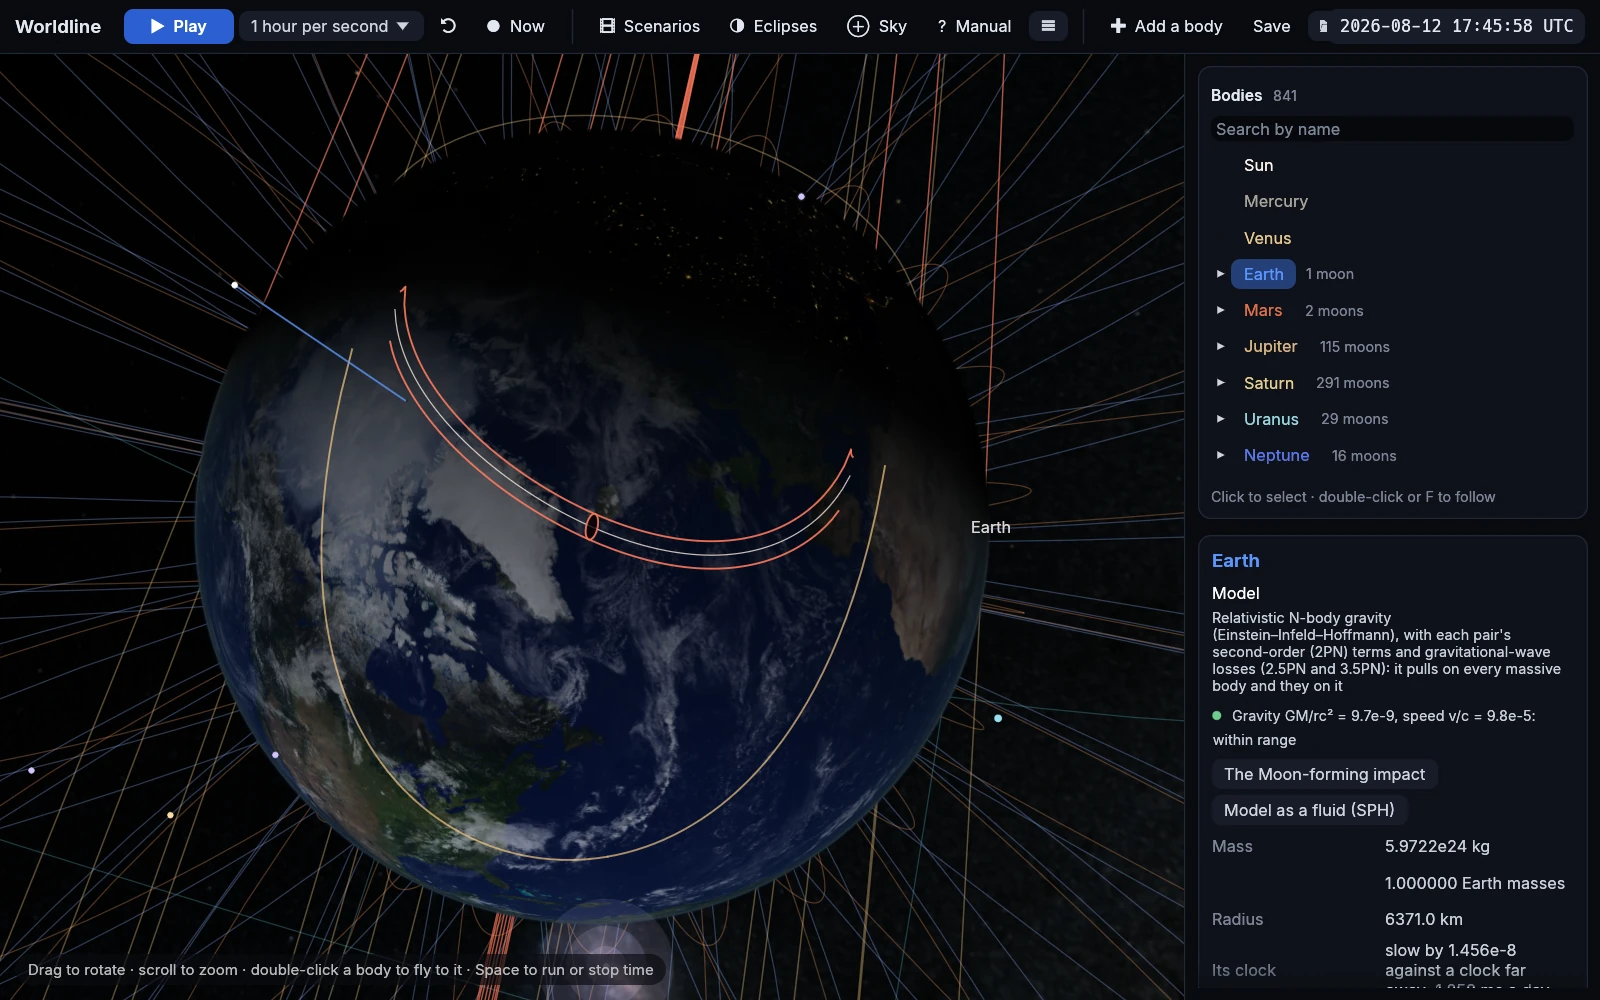 Worldline
Play
1 hour per second
Now
Scenarios
Eclipses
Sky
? Manual
Add a body
Save
2026-08-12 17:45:58 UTC
Earth
Drag to rotate · scroll to zoom · double-click a body to fly to it · Space to run or stop time
Bodies 841
Search by name
Sun
Mercury
Venus
Earth 1 moon
Mars 2 moons
Jupiter 115 moons
Saturn 291 moons
Uranus 29 moons
Neptune 16 moons
Click to select · double-click or F to follow
Earth
Model
Relativistic N-body gravity
(Einstein–Infeld–Hoffmann), with each pair's
second-order (2PN) terms and gravitational-wave
losses (2.5PN and 3.5PN): it pulls on every massive
body and they on it
Gravity GM/rc² = 9.7e-9, speed v/c = 9.8e-5:
within range
The Moon-forming impact
Model as a fluid (SPH)
Mass 5.9722e24 kg
1.000000 Earth masses
Radius 6371.0 km
slow by 1.456e-8
Its clock against a clock far